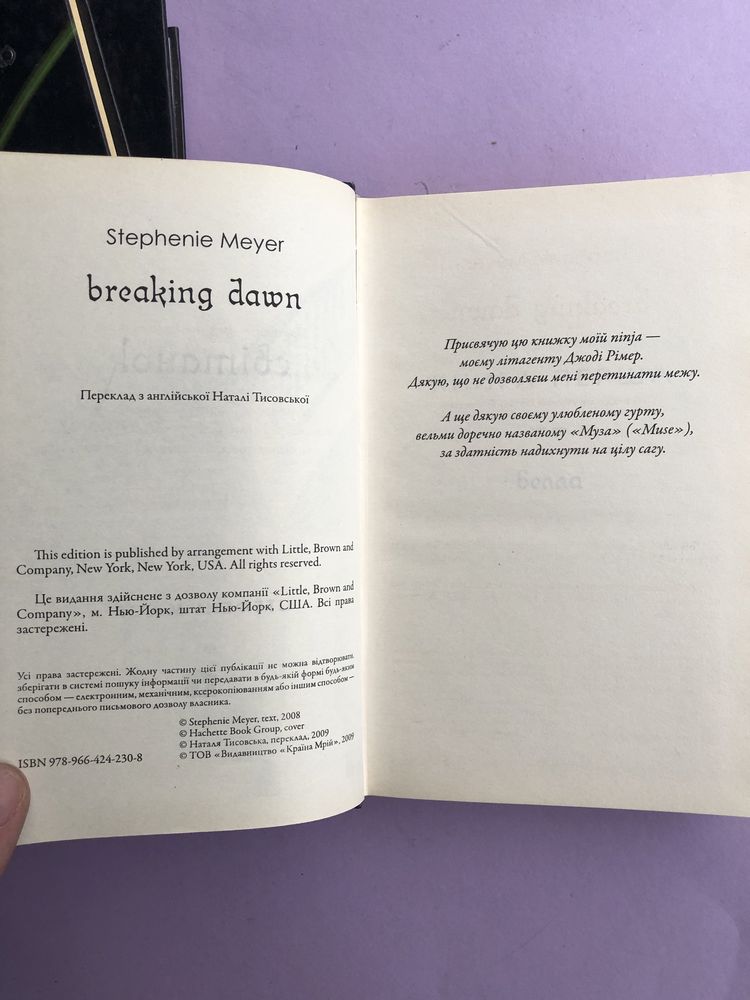 Stephenie Meyer
breaking dawn
Переклад з англійської Наталі Тисовської
This edition is published by arrangement with Little, Brown and
Company, New York, New York, USA. All rights reserved.
Це видання здійснене з дозволу компанії «Little, Brown and
Company», м. Нью-Йорк, штат Нью-Йорк, США. Всі права
застережені.
Усі права застережені. Жодну частину цієї публікації не можна відтворювати,
зберігати в системі пошуку інформації чи передавати в будь-якій формі будь-яким
способом — електронним, механічним, ксерокопіюванням або іншим способом —
без попереднього письмового дозволу власника.
© Stephenie Meyer, text, 2008
© Hachette Book Group, cover
© Наталя Тисовська, переклад, 2009
© ТОВ «Видавництво «Країна Мрій», 2009
ISBN 978-966-424-230-8
Присвячую цю книжку моїй ninja —
моєму літагенту Джоді Рімер.
Дякую, що не дозволяєш мені перетинати межу.
А ще дякую своєму улюбленому гурту,
вельми доречно названому «Муза» («Muse»),
за здатність надихнути на цілу сагу.